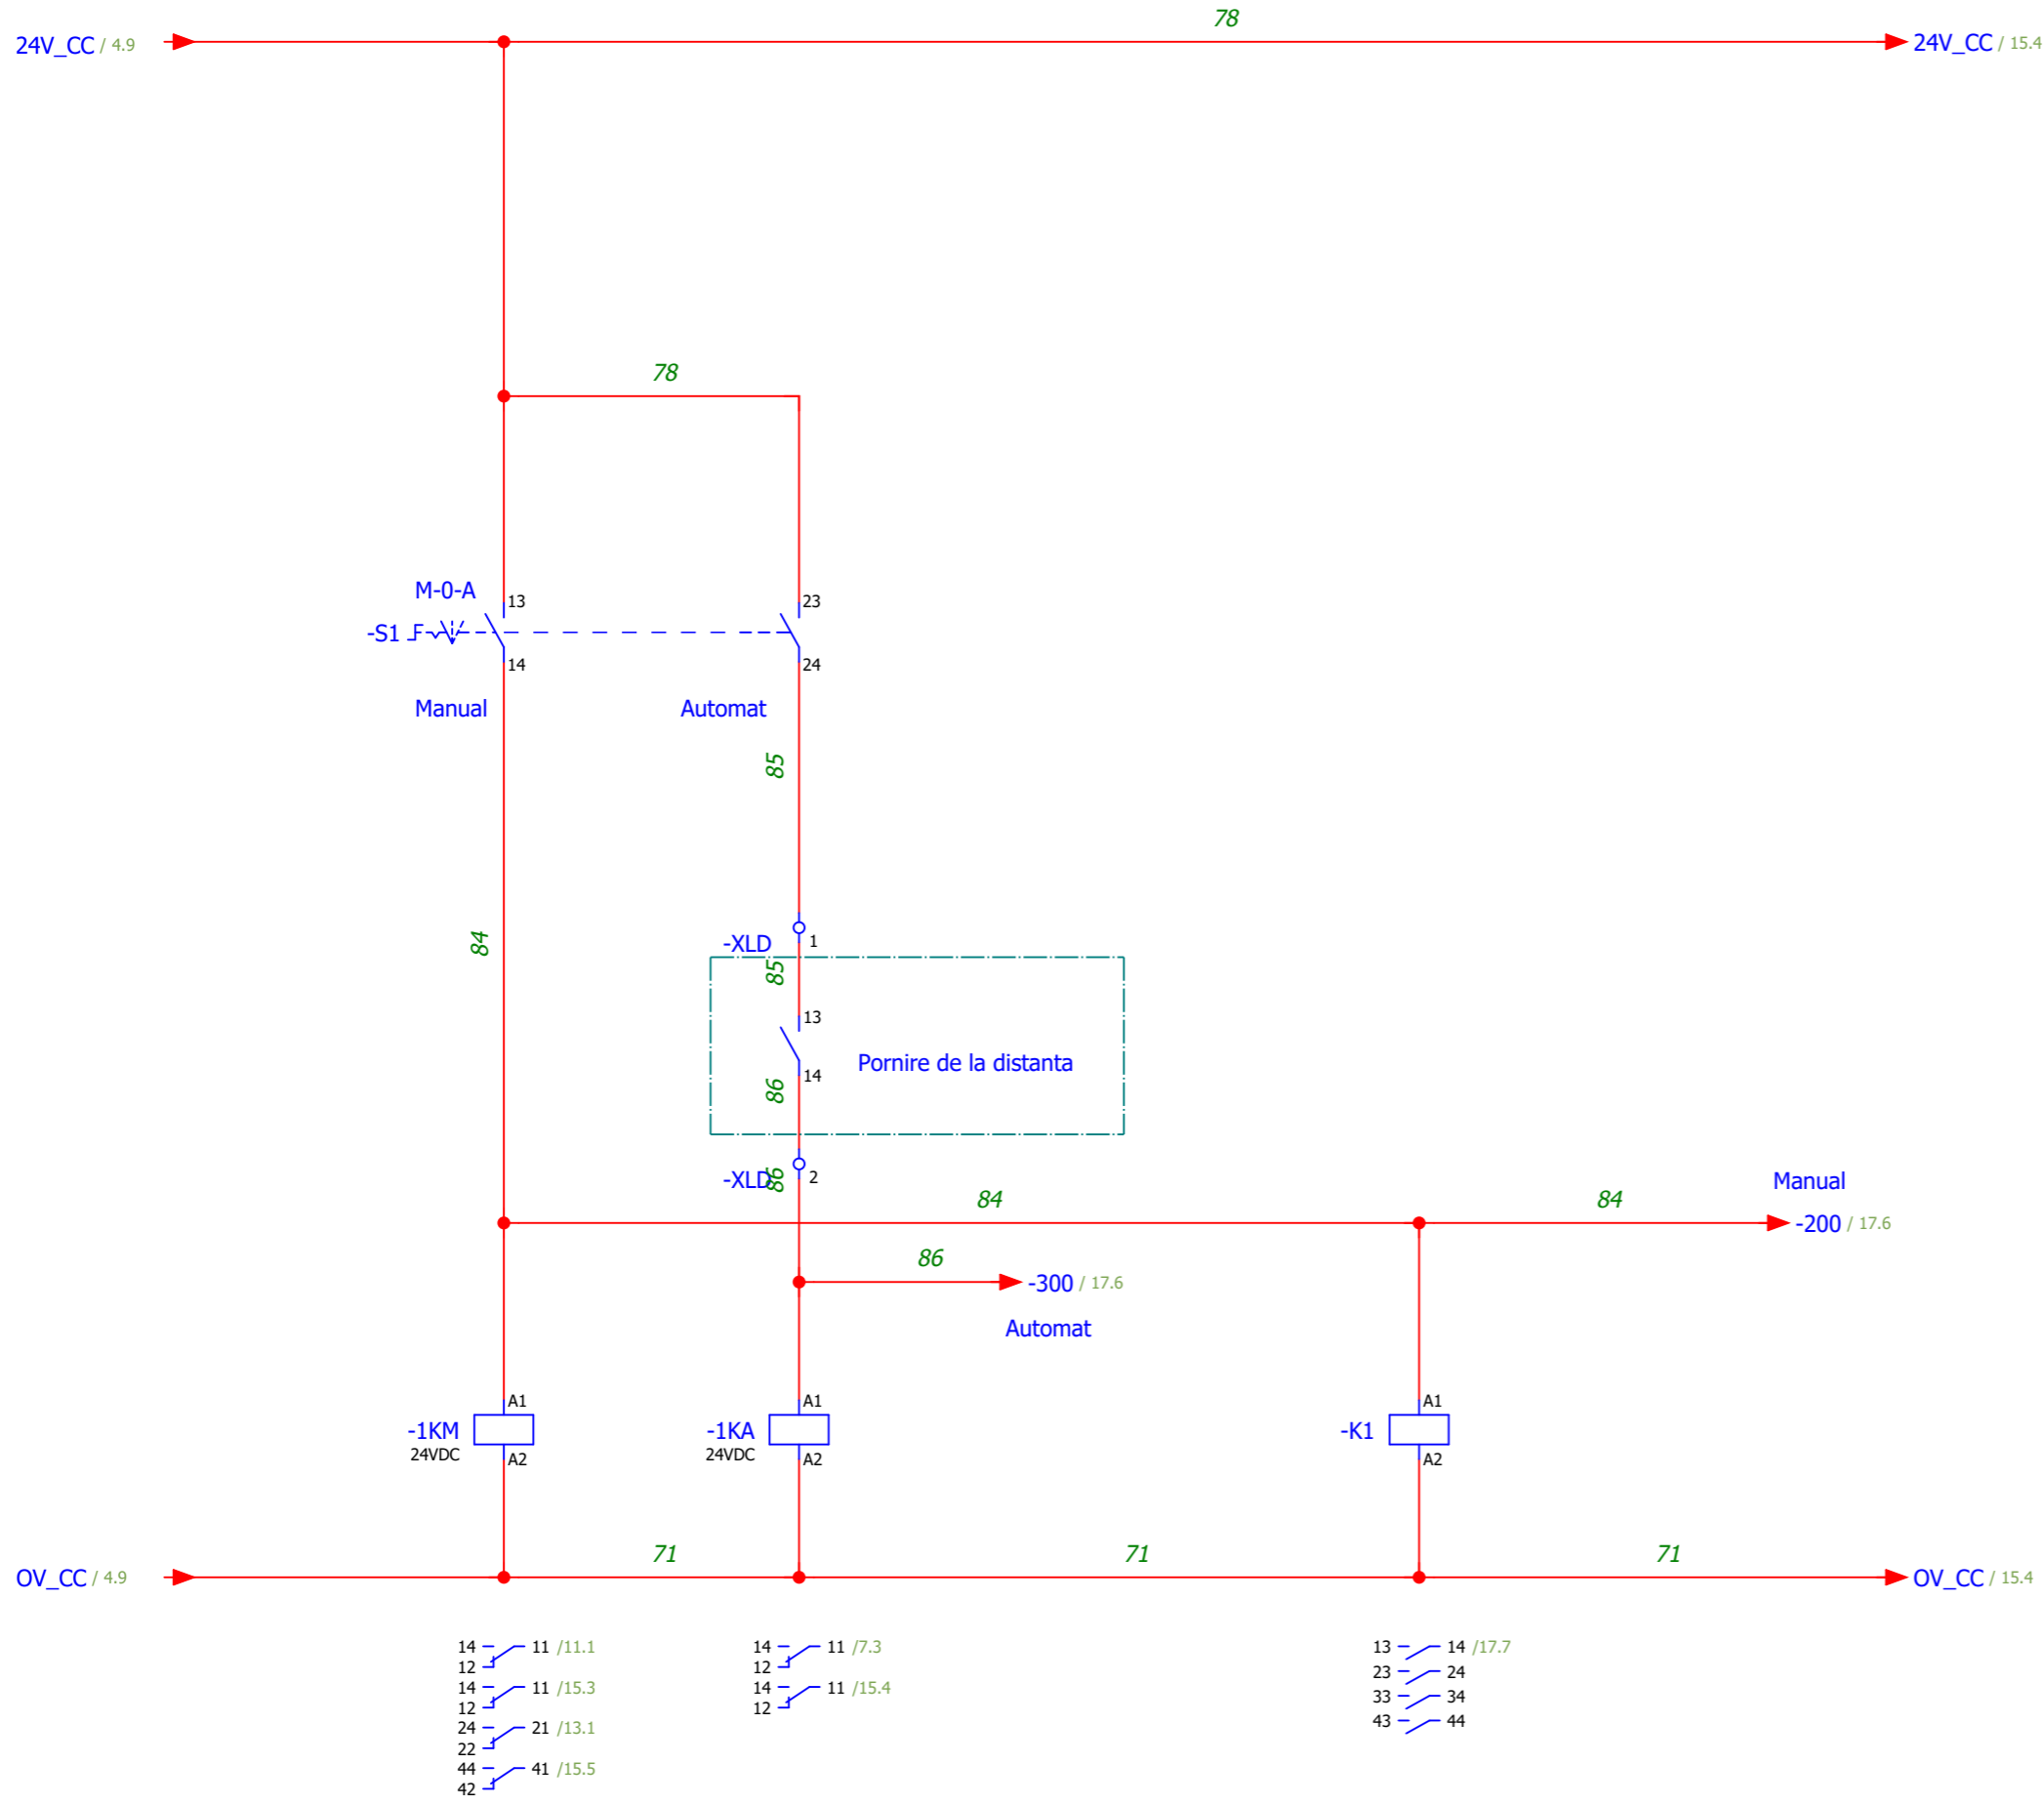 78
24V_CC / 4.9
24V_CC / 15.4
78
M-0-A
13
23
-S1
14
24
Manual
Automat
85
84
-XLD
1
85
13
Pornire de la distanta
14
86
-XLD
86
2
Manual
84
84
-200 / 17.6
86
-300 / 17.6
Automat
A1
A1
A1
-1KM
-1KA
-K1
24VDC
24VDC
A2
A2
A2
71
71
71
OV_CC / 4.9
OV_CC / 15.4
14 11 /11.1
12
14 11 /15.3
12
24 21 /13.1
22
44 41 /15.5
42
14 11 /7.3
12
14 11 /15.4
12
13 14 /17.7
23 24
33 34
43 44